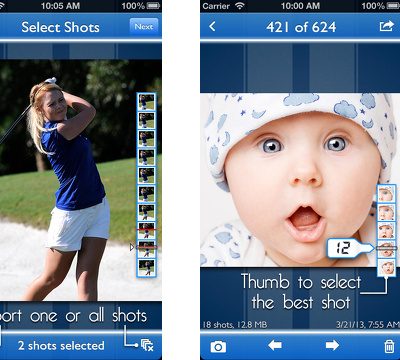 10:05 AM 100%
Select Shots Next
port one or all shots
2 shots selected
Carrier 10:00 AM 100%
421 of 624
12
Thumb to select
the best shot
18 shots, 12.8 MB 3/21/13, 7:55 AM